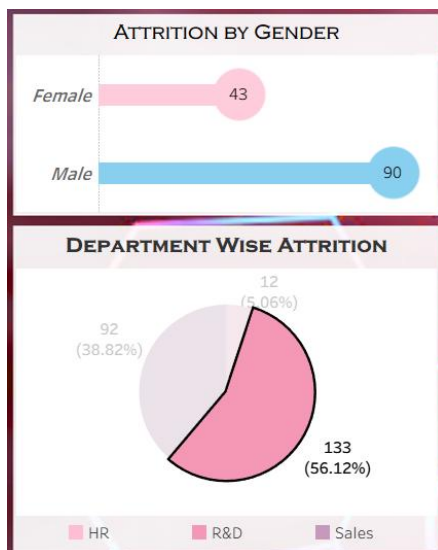 ATTRITION BY GENDER
Female
43
Male
90
DEPARTMENT WISE ATTRITION
12
(5.06%)
92
(38.82%)
133
(56.12%)
HR R&D Sales